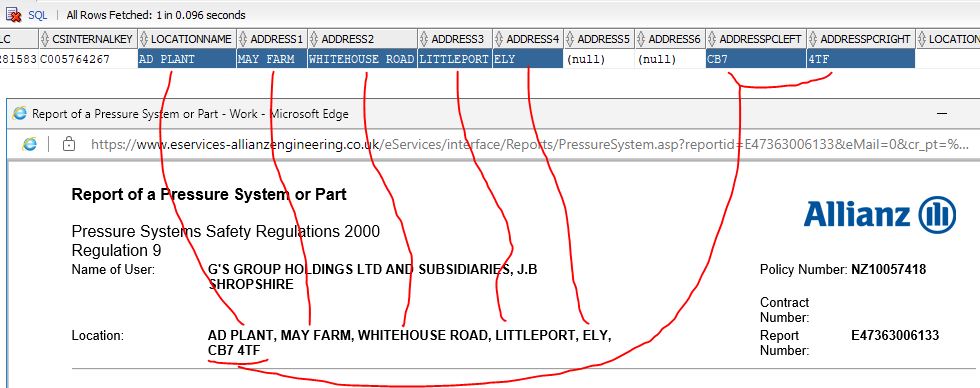 SQL | All Rows Fetched: 1 in 0.096 seconds
LC CSINTERNALKEY LOCATIONNAME ADDRESS1 ADDRESS2 ADDRESS3 ADDRESS4 ADDRESS5 ADDRESS6 ADDRESSPCLEFT ADDRESSPCRIGHT LOCATION
281583 C005764267 AD PLANT MAY FARM WHITEHOUSE ROAD LITTLEPORT ELY (null) (null) CB7 4TF
Report of a Pressure System or Part - Work - Microsoft Edge
https://www.eservices-allianzengineering.co.uk/eServices/interface/Reports/PressureSystem.asp?reportid=E47363006133&eMail=0&cr_pt=%...
Report of a Pressure System or Part
Allianz
Pressure Systems Safety Regulations 2000
Regulation 9
Name of User: G'S GROUP HOLDINGS LTD AND SUBSIDIARIES, J.B Policy Number: NZ10057418
SHROPSHIRE
Contract
Number:
Location: AD PLANT, MAY FARM, WHITEHOUSE ROAD, LITTLEPORT, ELY, Report E47363006133
CB7 4TF Number: